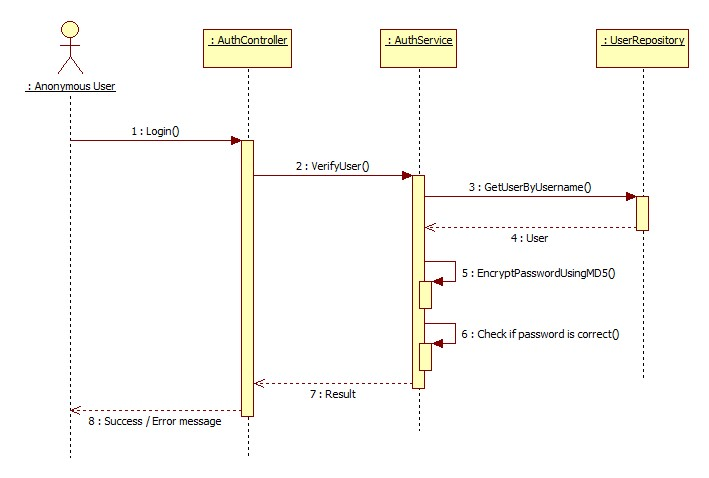 : AuthController
: AuthService
: UserRepository
: Anonymous User
1 : Login()
2 : VerifyUser()
3 : GetUserByUsername()
4 : User
5 : EncryptPasswordUsingMD5()
6 : Check if password is correct()
7 : Result
8 : Success / Error message